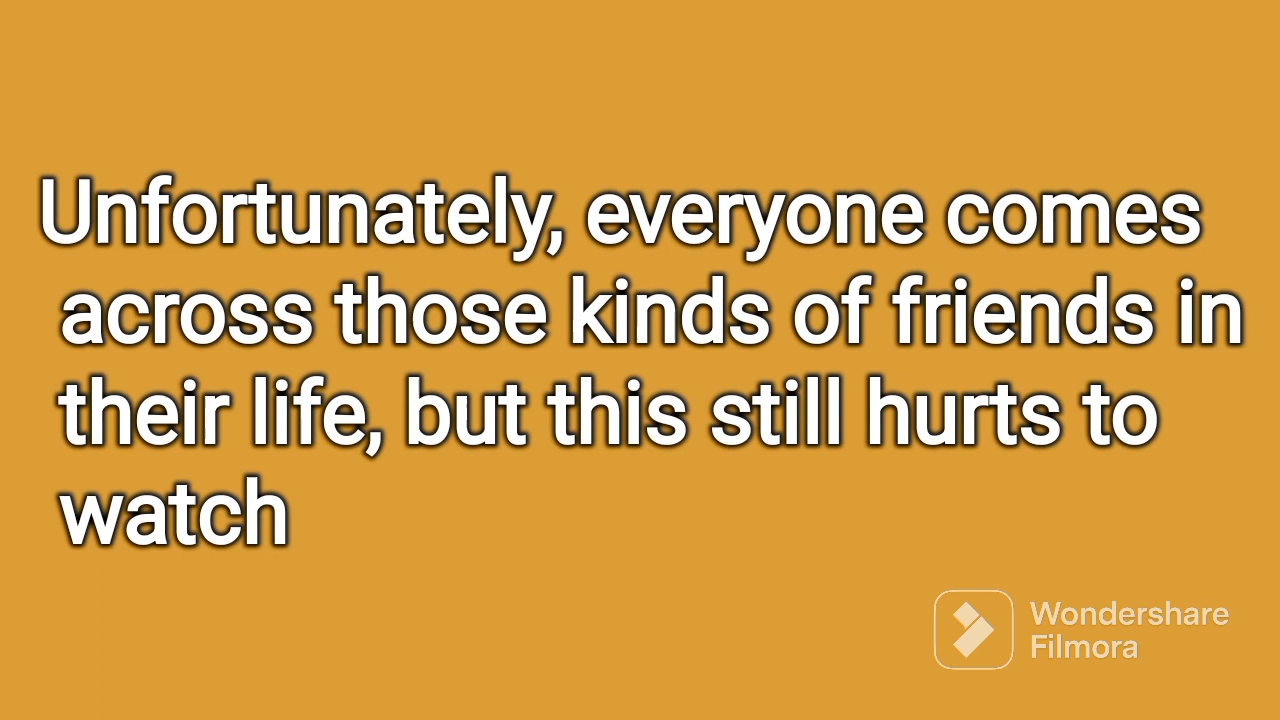 Unfortunately, everyone comes
across those kinds of friends in
their life, but this still hurts to
watch
Wondershare
Filmora